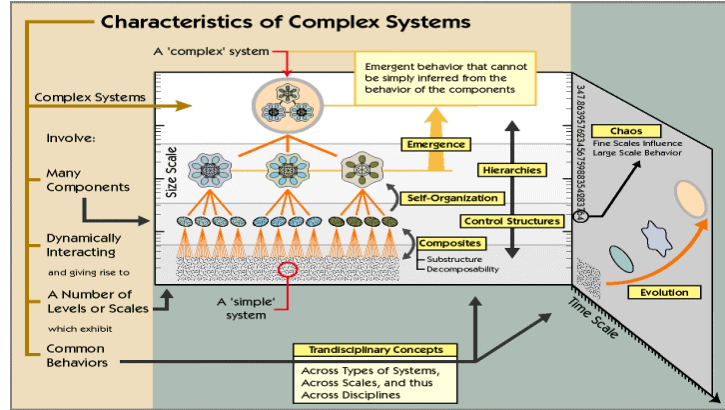 Characteristics of Complex Systems
A 'complex' system
Emergent behavior that cannot
be simply inferred from the
behavior of the components
Complex Systems
Involve:
Many
Components
Dynamically
Interacting
and giving rise to
A Number of
Levels or Scales
which exhibit
Common
Behaviors
Size Scale
Emergence
Hierarchies
Self-Organization
Control Structures
Composites
Substructure
Decomposability
A 'simple'
system
Chaos
Fine Scales Influence
Large Scale Behavior
Evolution
Time Scale
Trandisciplinary Concepts
Across Types of Systems,
Across Scales, and thus
Across Disciplines